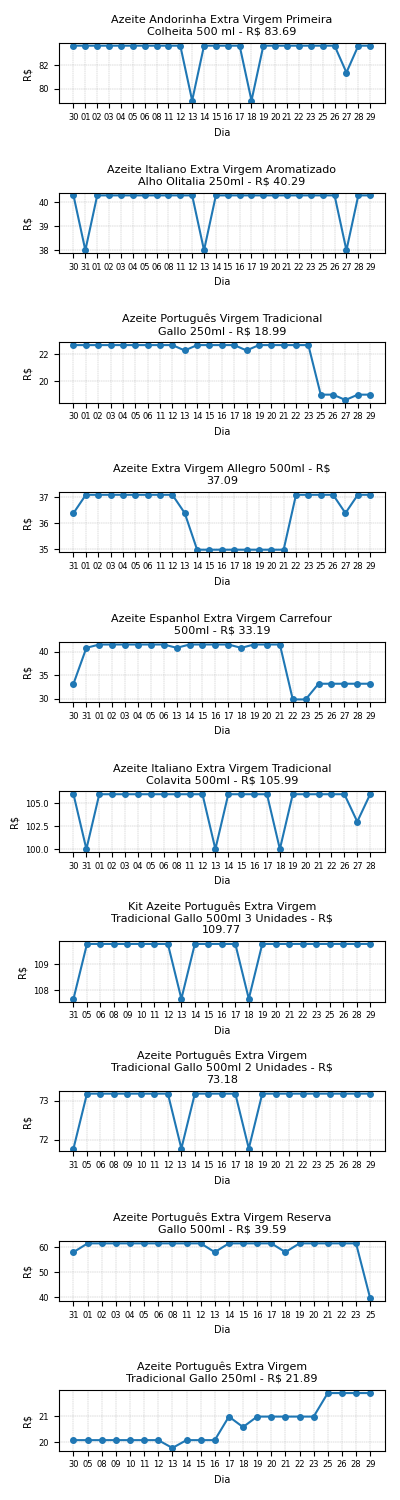 Azeite Andorinha Extra Virgem Primeira
Colheita 500 ml - R$ 83.69
R$
82
80
30 01 02 03 04 05 06 08 11 12 13 14 15 16 17 18 19 20 21 22 23 25 26 27 28 29
Dia
Azeite Italiano Extra Virgem Aromatizado
Alho Olitalia 250ml - R$ 40.29
R$
40
39
38
30 31 01 02 03 04 05 06 11 12 13 14 15 16 17 18 19 20 21 22 23 25 26 27 28 29
Dia
Azeite Português Virgem Tradicional
Gallo 250ml - R$ 18.99
R$
22
20
30 01 02 03 04 05 06 11 12 13 14 15 16 17 18 19 20 21 22 23 25 26 27 28 29
Dia
Azeite Extra Virgem Allegro 500ml - R$
37.09
R$
37
36
35
31 01 02 03 04 05 06 11 12 13 14 15 16 17 18 19 20 21 22 23 25 26 27 28 29
Dia
Azeite Espanhol Extra Virgem Carrefour
500ml - R$ 33.19
R$
40
35
30
30 31 01 02 03 04 05 06 13 14 15 16 17 18 19 20 21 22 23 25 26 27 28 29
Dia
Azeite Italiano Extra Virgem Tradicional
Colavita 500ml - R$ 105.99
R$
105.0
102.5
100.0
30 31 01 02 03 04 05 06 08 11 12 13 14 15 16 17 18 19 20 21 22 25 26 27 28
Dia
Kit Azeite Português Extra Virgem
Tradicional Gallo 500ml 3 Unidades - R$
109.77
R$
109
108
31 05 06 08 09 10 11 12 13 14 15 16 17 18 19 20 21 22 23 25 26 28 29
Dia
Azeite Português Extra Virgem
Tradicional Gallo 500ml 2 Unidades - R$
73.18
R$
73
72
31 05 06 08 09 10 11 12 13 14 15 16 17 18 19 20 21 22 23 25 26 28 29
Dia
Azeite Português Extra Virgem Reserva
Gallo 500ml - R$ 39.59
R$
60
50
40
31 01 02 03 04 05 06 08 11 12 13 14 15 16 17 18 19 20 21 22 23 25
Dia
Azeite Português Extra Virgem
Tradicional Gallo 250ml - R$ 21.89
R$
21
20
30 01 02 03 04 05 11 12 13 14 15 16 17 18 19 20 21 22 23 25 26 28 29
Dia